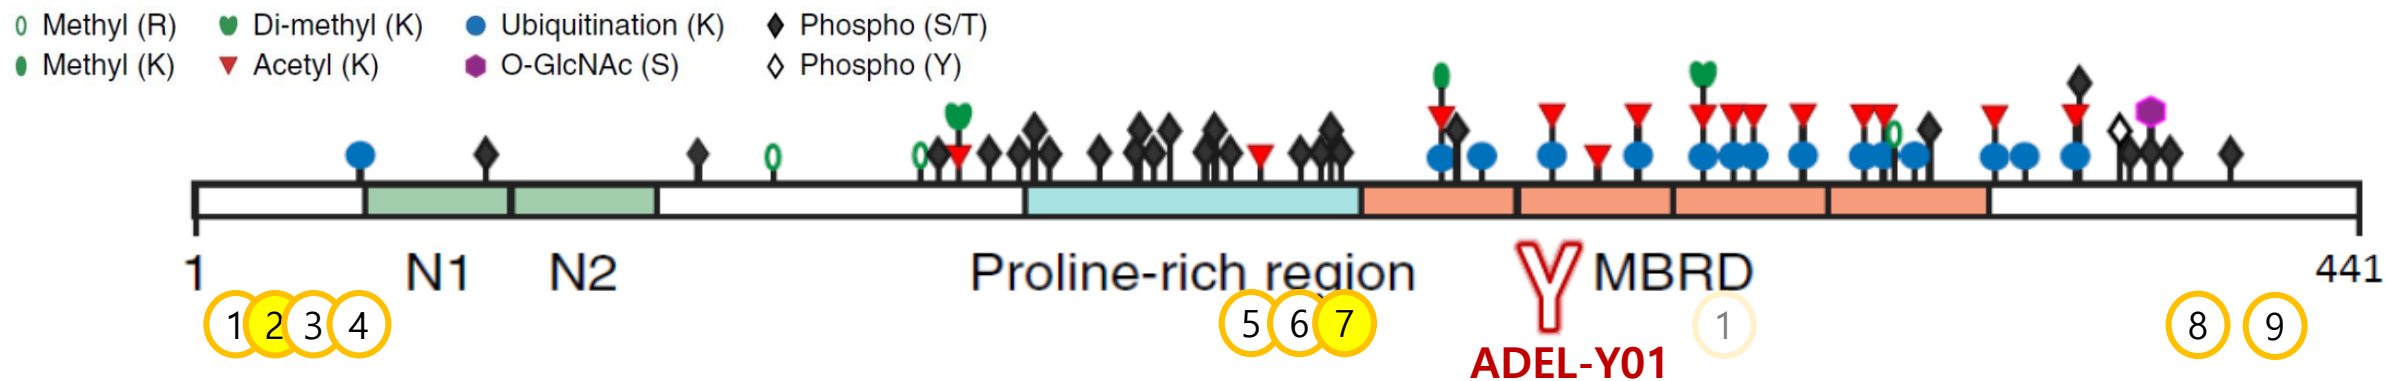 Methyl (R) Di-methyl (K) Ubiquitination (K) Phospho (S/T)
Methyl (K) Acetyl (K) O-GlcNAc (S) Phospho (Y)
1 N1 N2 Proline-rich region Y MBRD 441
1 2 3 4 5 6 7 1 8 9
ADEL-Y01